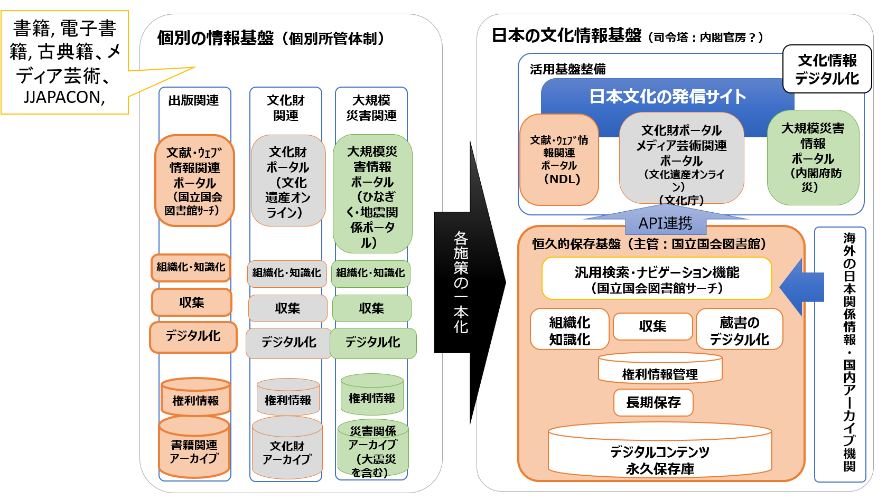 書籍, 電子書
籍, 古典籍、メ
ディア芸術、
JJAPACON,
個別の情報基盤（個別所管体制）
出版関連
文献・ウェブ
情報関連
ポータル
（国立国会
図書館サーチ）
組織化・知識化
収集
デジタル化
権利情報
書籍関連
アーカイブ
文化財
関連
文化財
ポータル
（文化
遺産オン
ライン）
組織化・知識化
収集
デジタル化
権利情報
文化財
アーカイブ
大規模
災害関連
大規模災
害情報
ポータル
（ひなぎ
く・地震関
係ポータ
ル）
組織化・知識化
収集
デジタル化
権利情報
災害関係
アーカイブ
（大震災
を含む）
各施策の一本化
日本の文化情報基盤（司令塔：内閣官房？）
文化情報
デジタル化
活用基盤整備
日本文化の発信サイト
文献・ウェブ情
報関連
ポータル
（NDL）
文化財ポータル
メディア芸術関連
ポータル
（文化遺産オンライ
ン）
（文化庁）
大規模災害
情報
ポータル
（内閣府防
災）
API連携
恒久的保存基盤（主管：国立国会図書館）
汎用検索・ナビゲーション機能
（国立国会図書館サーチ）
組織化
知識化
収集
蔵書の
デジタル化
権利情報管理
長期保存
デジタルコンテンツ
永久保存庫
海外の日本関係情報・国内アーカイブ機関